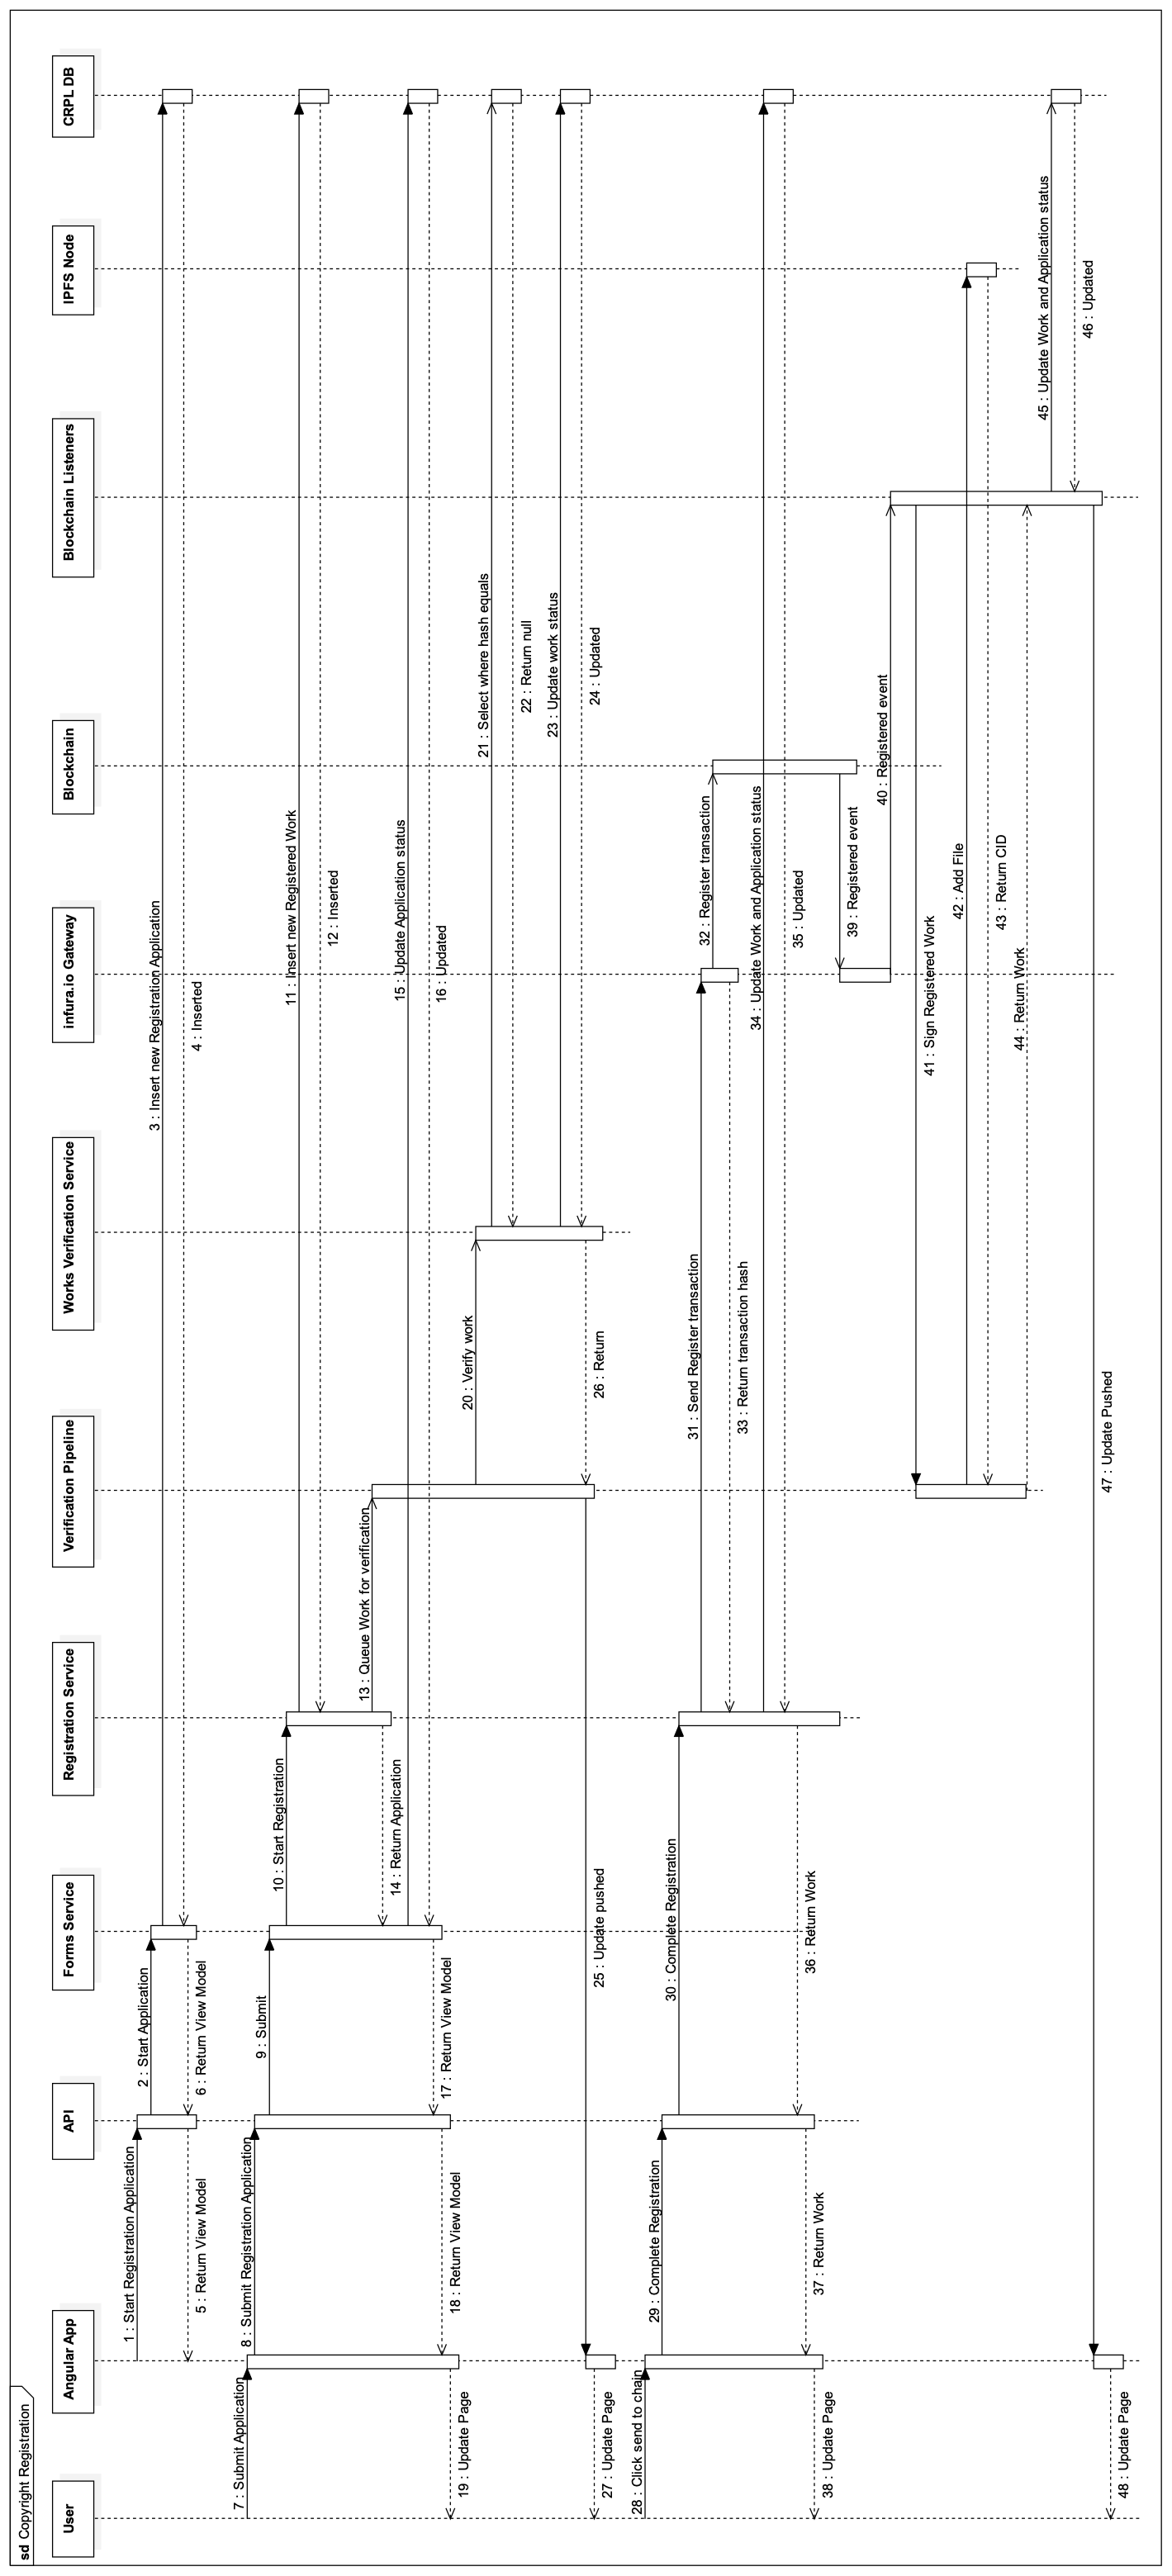 sd Copyright Registration
User
Angular App
API
Forms Service
Registration Service
Verification Pipeline
Works Verification Service
infura.io Gateway
Blockchain
Blockchain Listeners
IPFS Node
CRPL DB
1 : Start Registration Application
2 : Start Application
3 : Insert new Registration Application
4 : Inserted
5 : Return View Model
6 : Return View Model
7 : Submit Application
8 : Submit Registration Application
9 : Submit
10 : Start Registration
11 : Insert new Registered Work
12 : Inserted
13 : Queue Work for verification
14 : Return Application
15 : Update Application status
16 : Updated
17 : Return View Model
18 : Return View Model
19 : Update Page
20 : Verify work
21 : Select where hash equals
22 : Return null
23 : Update work status
24 : Updated
25 : Update pushed
26 : Return
27 : Update Page
28 : Click send to chain
29 : Complete Registration
30 : Complete Registration
31 : Send Register transaction
32 : Register transaction
33 : Return transaction hash
34 : Update Work and Application status
35 : Updated
36 : Return Work
37 : Return Work
38 : Update Page
39 : Registered event
40 : Registered event
41 : Sign Registered Work
42 : Add File
43 : Return CID
44 : Return Work
45 : Update Work and Application status
46 : Updated
47 : Update Pushed
48 : Update Page